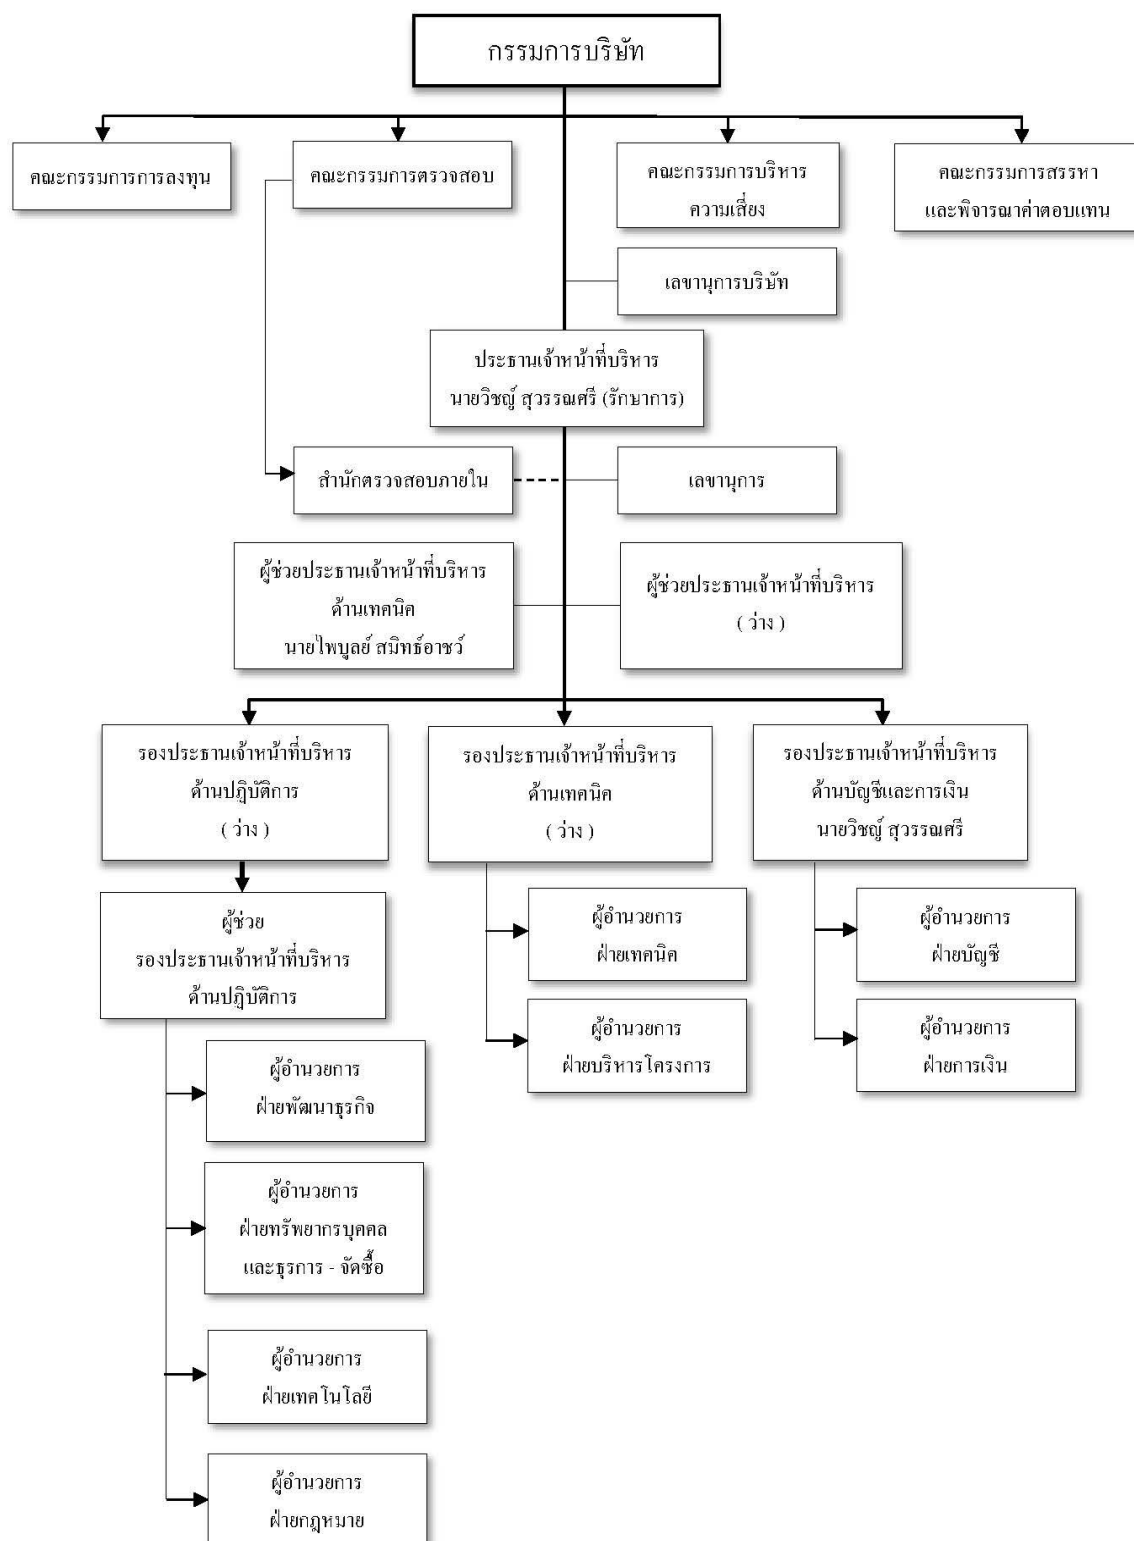 กรรมการบริษัท
คณะกรรมการการลงทุน
คณะกรรมการตรวจสอบ
คณะกรรมการบริหาร
ความเสี่ยง
คณะกรรมการสรรหา
และพิจารณาค่าตอบแทน
เลขานุการบริษัท
ประธานเจ้าหน้าที่บริหาร
นายวิชญ์ สุวรรณศรี (รักษาการ)
สำนักตรวจสอบภายใน
เลขานุการ
ผู้ช่วยประธานเจ้าหน้าที่บริหาร
ด้านเทคนิค
นายไพบูลย์ สมิทธ์อาชว์
ผู้ช่วยประธานเจ้าหน้าที่บริหาร
( ว่าง )
รองประธานเจ้าหน้าที่บริหาร
ด้านปฏิบัติการ
( ว่าง )
รองประธานเจ้าหน้าที่บริหาร
ด้านเทคนิค
( ว่าง )
รองประธานเจ้าหน้าที่บริหาร
ด้านบัญชีและการเงิน
นายวิชญ์ สุวรรณศรี
ผู้ช่วย
รองประธานเจ้าหน้าที่บริหาร
ด้านปฏิบัติการ
ผู้อำนวยการ
ฝ่ายเทคนิค
ผู้อำนวยการ
ฝ่ายบัญชี
ผู้อำนวยการ
ฝ่ายบริหารโครงการ
ผู้อำนวยการ
ฝ่ายการเงิน
ผู้อำนวยการ
ฝ่ายพัฒนาธุรกิจ
ผู้อำนวยการ
ฝ่ายทรัพยากรบุคคล
และธุรการ - จัดซื้อ
ผู้อำนวยการ
ฝ่ายเทคโนโลยี
ผู้อำนวยการ
ฝ่ายกฎหมาย